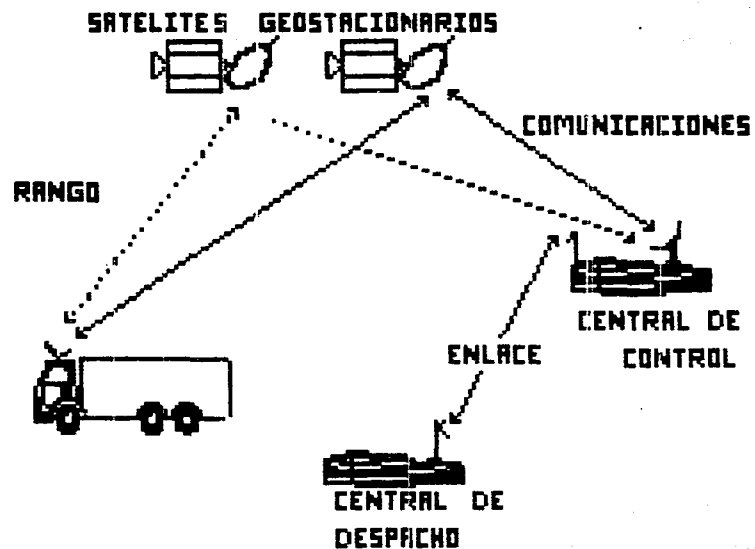 SATELITES GEOSTACIONARIOS
COMUNICACIONES
RANGO
CENTRAL DE
CONTROL
ENLACE
CENTRAL DE
DESPACHO